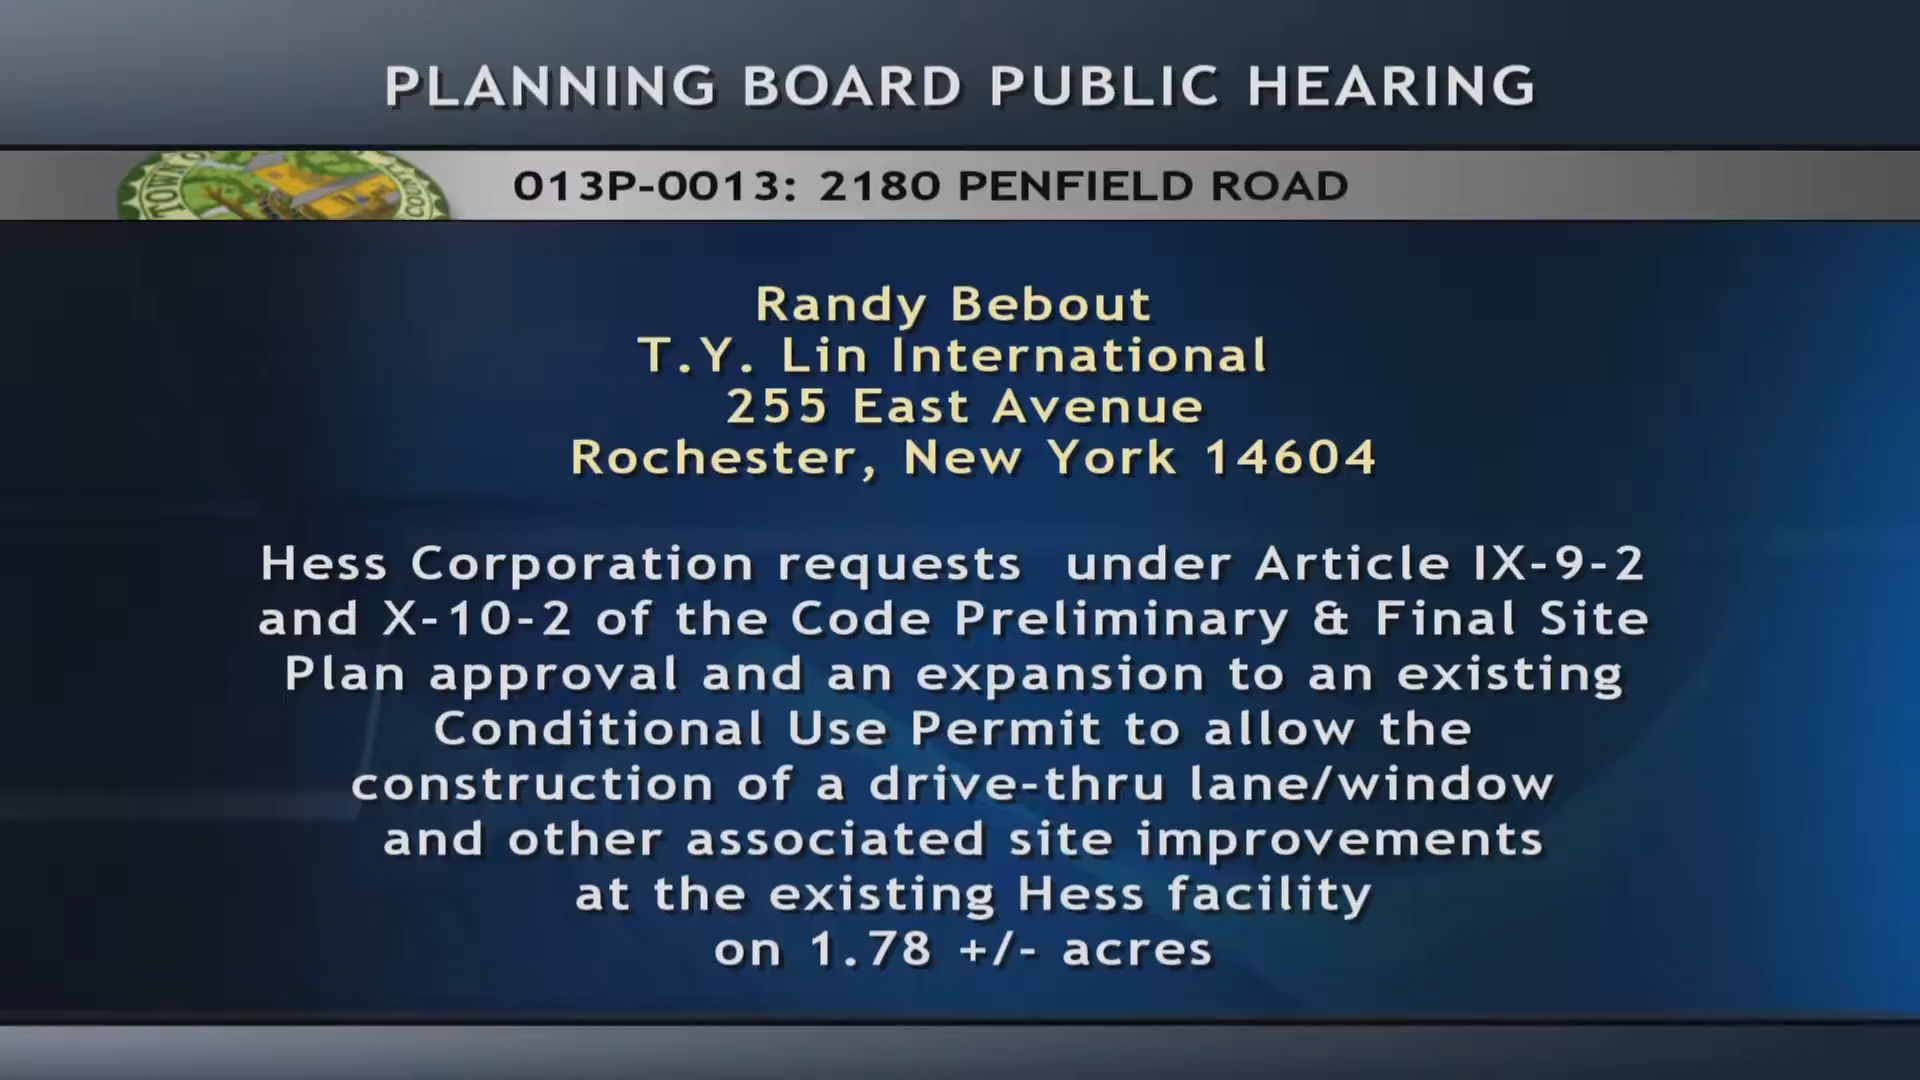 PLANNING BOARD PUBLIC HEARING
TOWN O
013P-0013: 2180 PENFIELD ROAD
Randy Bebout
T.Y. Lin International
255 East Avenue
Rochester, New York 14604
Hess Corporation requests  under Article IX-9-2
and X-10-2 of the Code Preliminary & Final Site
Plan approval and an expansion to an existing
Conditional Use Permit to allow the
construction of a drive-thru lane/window
and other associated site improvements
at the existing Hess facility
on 1.78 +/- acres